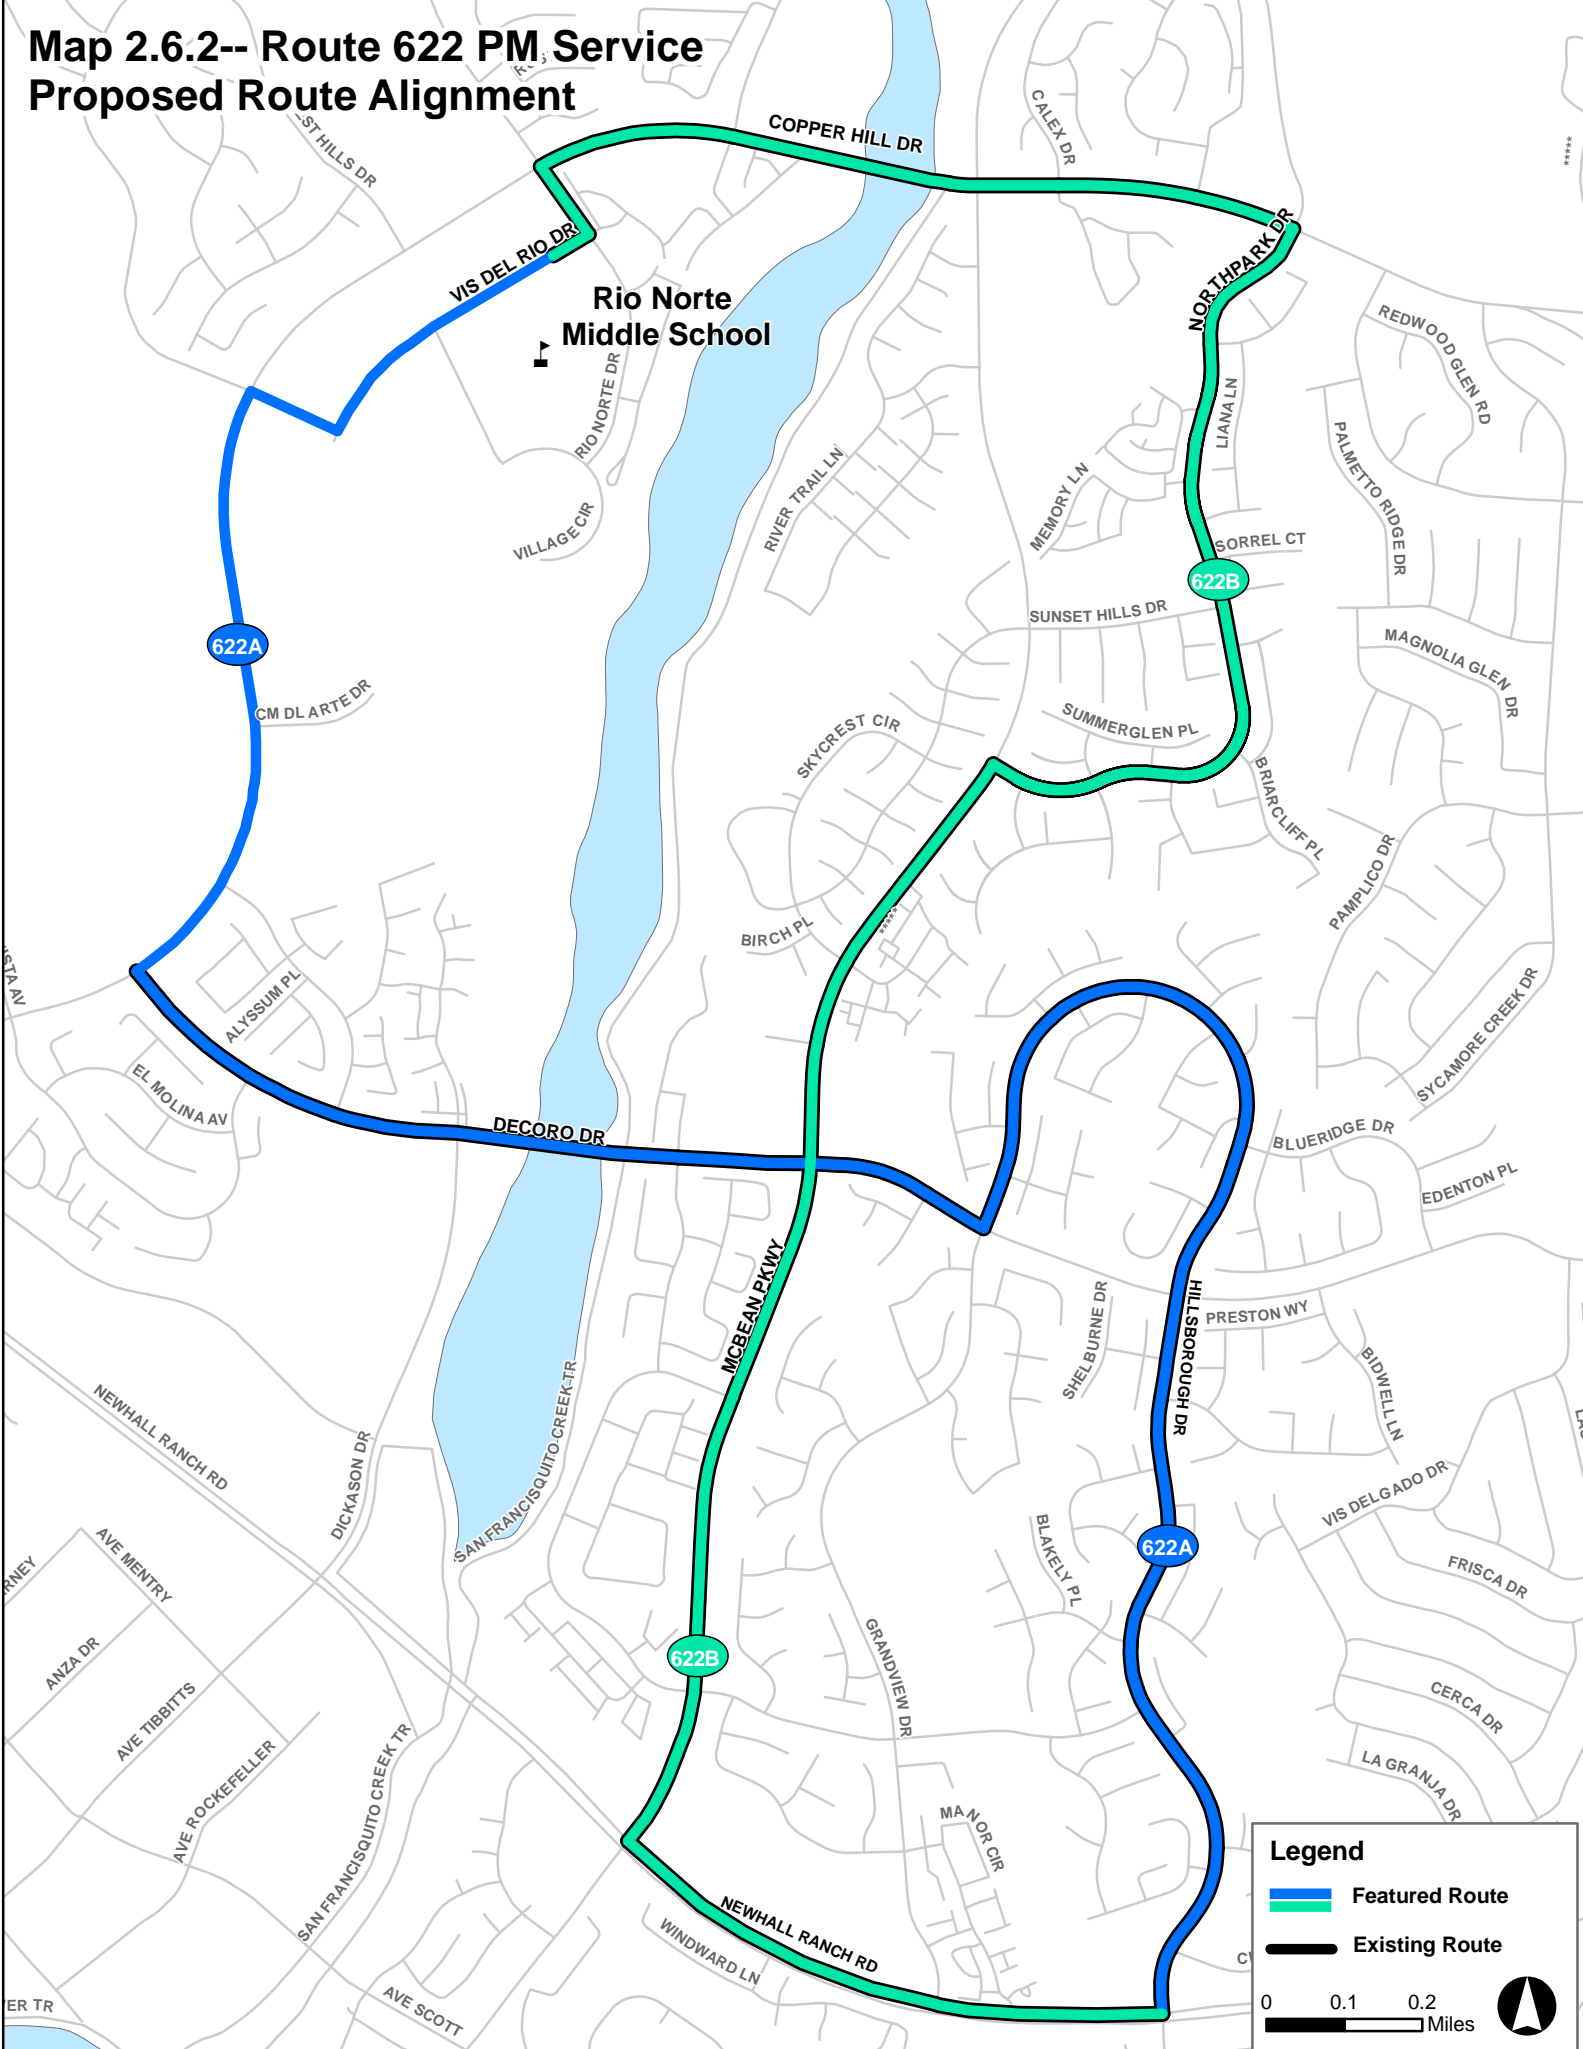 Map 2.6.2-- Route 622 PM Service
Proposed Route Alignment
COPPER HILL DR
CALEX DR
VIS DEL RIO DR
NORTHPARK DR
Rio Norte
Middle School
RIO NORTE DR
REDWOOD GLEN RD
LIANA LN
PALMETTO RIDGE DR
RIVER TRAIL LN
MEMORY LN
VILLAGE CIR
SORREL CT
622B
SUNSET HILLS DR
622A
MAGNOLIA GLEN DR
CM DL ARTE DR
SUMMERGLEN PL
SKYCREST CIR
BRIARCLIFF PL
PAMPLICO DR
BIRCH PL
*****
*****
ALYSSUM PL
SYCAMORE CREEK DR
EL MOLINA AV
DECORO DR
BLUERIDGE DR
EDENTON PL
MCBEAN PKWY
SHELBURNE DR
HILLSBOROUGH DR
PRESTON WY
BIDWELL LN
NEWHALL RANCH RD
DICKASON DR
SAN FRANCISQUITO CREEK TR
VIS DELGADO DR
AVE MENTRY
BLAKELY PL
622A
FRISCA DR
ANZA DR
622B
GRANDVIEW DR
AVE TIBBITTS
CERCA DR
AVE ROCKEFELLER
SAN FRANCISQUITO CREEK TR
LA GRANJA DR
MANOR CIR
NEWHALL RANCH RD
WINDWARD LN
AVE SCOTT
Legend
Featured Route
Existing Route
0 0.1 0.2
Miles